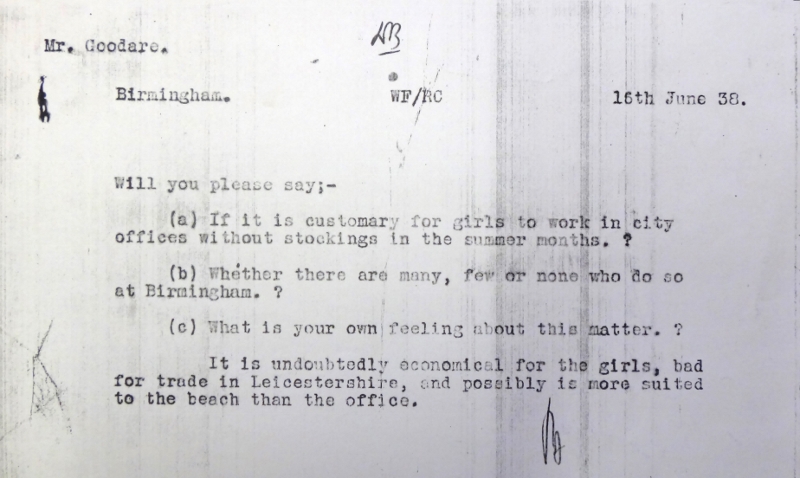 Mr. Goodare.
Birmingham. WF/RC 16th June 38.
Will you please say;-
(a) If it is customary for girls to work in city
offices without stockings in the summer months. ?
(b) Whether there are many, few or none who do so
at Birmingham. ?
(c) What is your own feeling about this matter. ?
It is undoubtedly economical for the girls, bad
for trade in Leicestershire, and possibly is more suited
to the beach than the office.